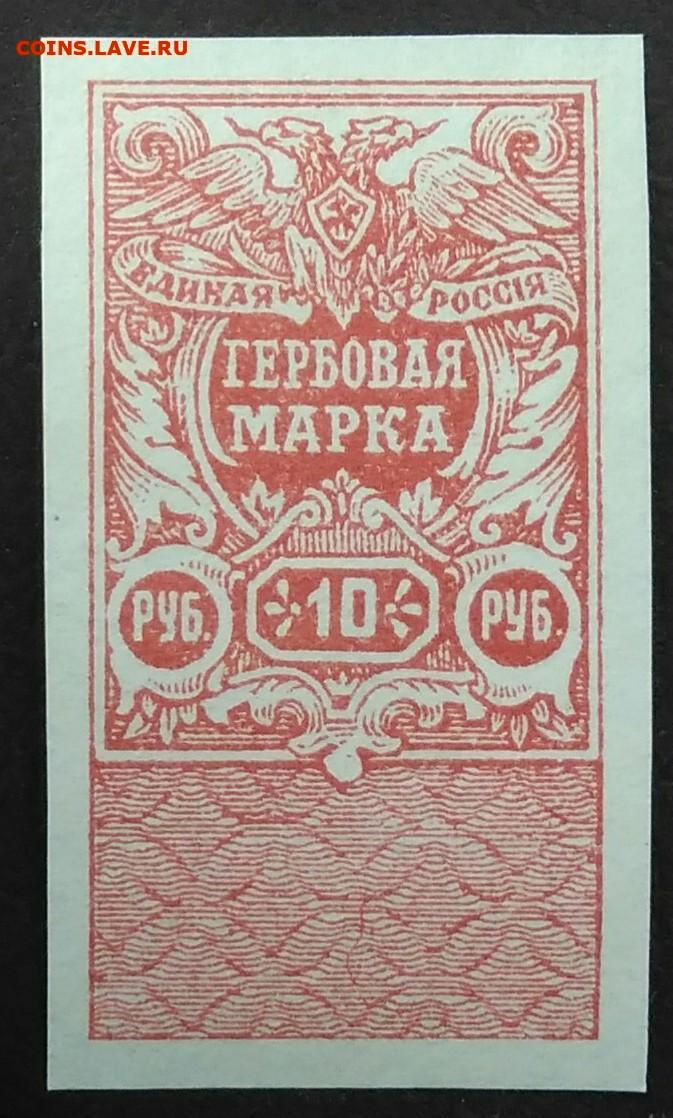 COINS.LAVE.RU
ЕДИНАЯ РОССІЯ
ГЕРБОВАЯ
МАРКА
РУБ. 10 РУБ.